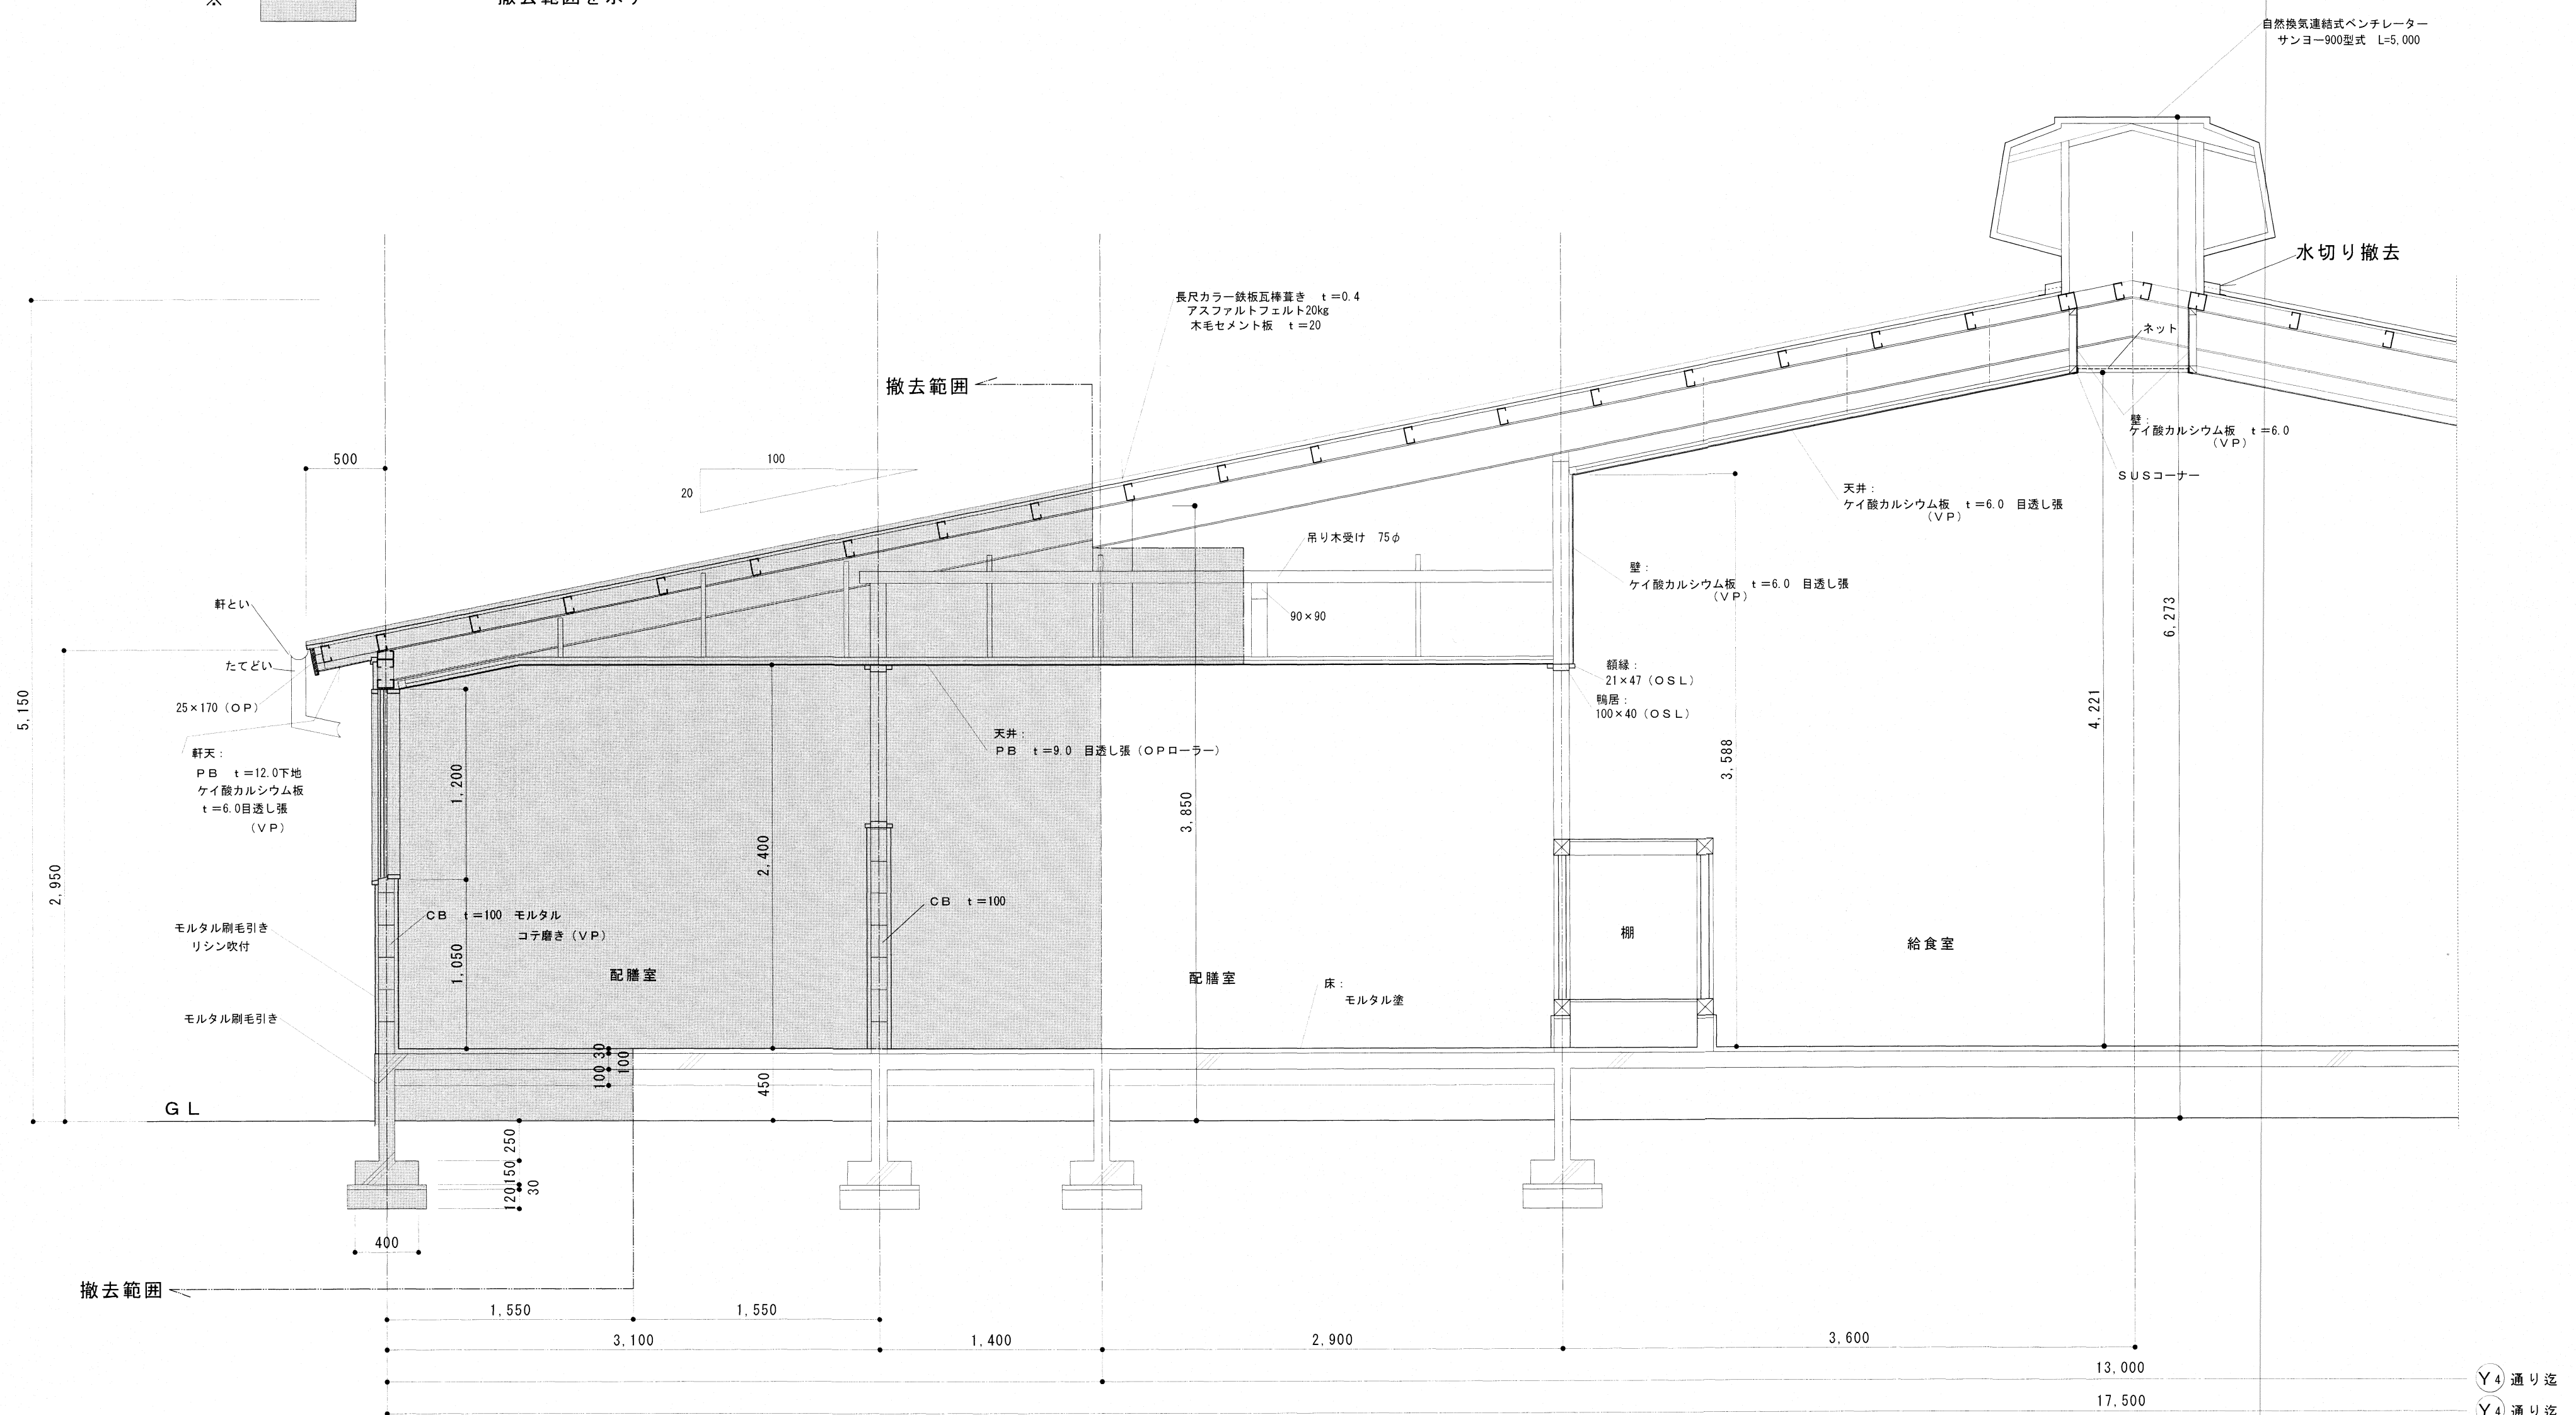 ※
撤去範囲を示す
自然換気連結式ベンチレーター
サンヨー900型式 L=5,000
水切り撤去
長尺カラー鉄板瓦棒葺き t=0.4
アスファルトフェルト20kg
木毛セメント板 t=20
ネット
撤去範囲
壁:
ケイ酸カルシウム板 t=6.0
(VP)
SUSコーナー
500
100
20
天井:
ケイ酸カルシウム板 t=6.0 目透し張
(VP)
吊り木受け 75φ
壁:
ケイ酸カルシウム板 t=6.0 目透し張
(VP)
90×90
6,273
軒とい
たてどい
25×170(OP)
額縁:
21×47(OSL)
鴨居:
100×40(OSL)
5,150
4,221
軒天:
PB t=12.0下地
ケイ酸カルシウム板
t=6.0目透し張
(VP)
天井:
PB t=9.0 目透し張(OPローラー)
1,200
3,588
3,850
2,400
2,950
CB t=100 モルタル
コテ磨き(VP)
CB t=100
モルタル刷毛引き
リシン吹付
棚
給食室
1,050
配膳室
配膳室
床:
モルタル塗
モルタル刷毛引き
30
100
100
450
GL
250
150
30
120
400
撤去範囲
1,550
1,550
3,100
1,400
2,900
3,600
13,000
Y4 通り迄
17,500
Y4 通り迄